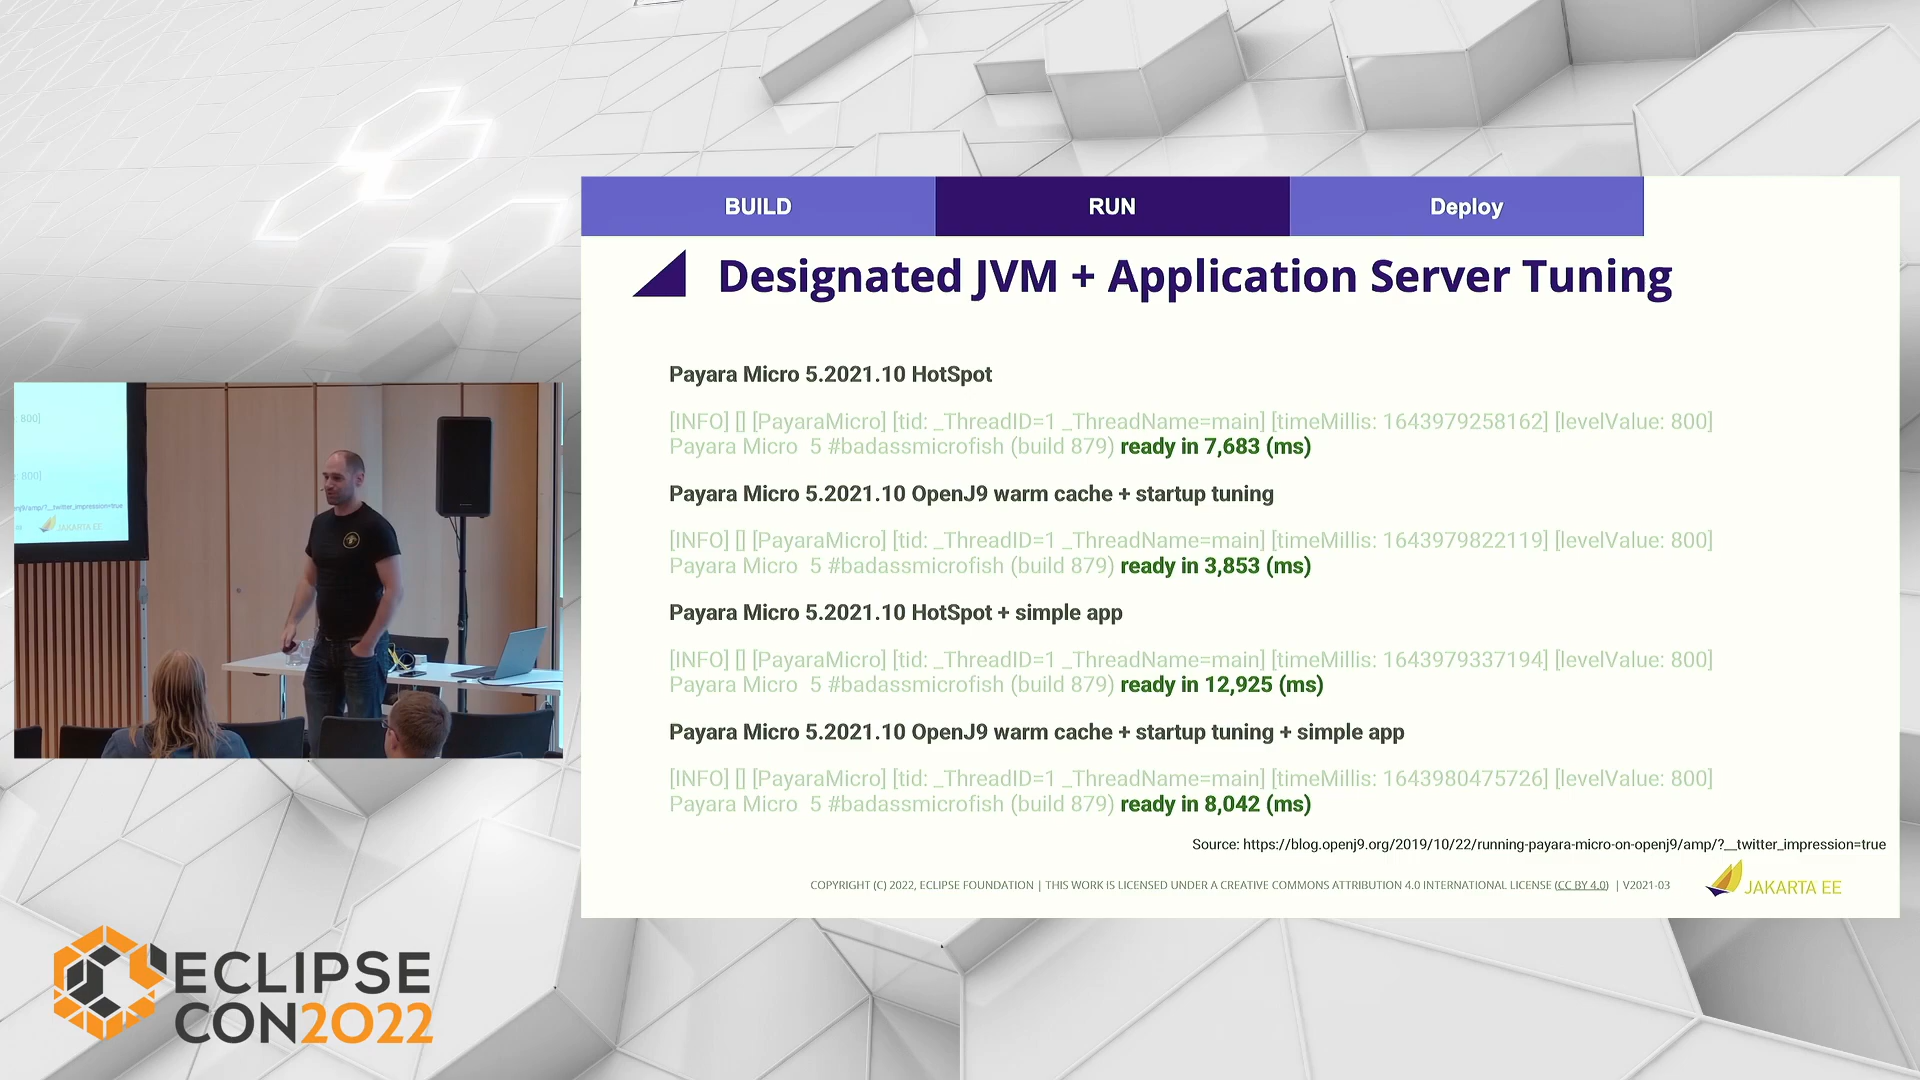 BUILD
RUN
Deploy
Designated JVM + Application Server Tuning
Payara Micro 5.2021.10 HotSpot
[INFO] [] [PayaraMicro] [tid: _ThreadID=1 _ThreadName=main] [timeMillis: 1643979258162] [levelValue: 800]
Payara Micro 5 #badassmicrofish (build 879) ready in 7,683 (ms)
Payara Micro 5.2021.10 OpenJ9 warm cache + startup tuning
[INFO] [] [PayaraMicro] [tid: _ThreadID=1 _ThreadName=main] [timeMillis: 1643979822119] [levelValue: 800]
Payara Micro 5 #badassmicrofish (build 879) ready in 3,853 (ms)
Payara Micro 5.2021.10 HotSpot + simple app
[INFO] [] [PayaraMicro] [tid: _ThreadID=1 _ThreadName=main] [timeMillis: 1643979337194] [levelValue: 800]
Payara Micro 5 #badassmicrofish (build 879) ready in 12,925 (ms)
Payara Micro 5.2021.10 OpenJ9 warm cache + startup tuning + simple app
[INFO] [] [PayaraMicro] [tid: _ThreadID=1 _ThreadName=main] [timeMillis: 1643980475726] [levelValue: 800]
Payara Micro 5 #badassmicrofish (build 879) ready in 8,042 (ms)
Source: https://blog.openj9.org/2019/10/22/running-payara-micro-on-openj9/amp/?__twitter_impression=true
COPYRIGHT (C) 2022, ECLIPSE FOUNDATION | THIS WORK IS LICENSED UNDER A CREATIVE COMMONS ATTRIBUTION 4.0 INTERNATIONAL LICENSE (CC BY 4.0) | V2021-03
JAKARTA EE
800]
800]
enj9/amp/?__twitter_impression=true
JAKARTA EE
ECLIPSE
CON2022